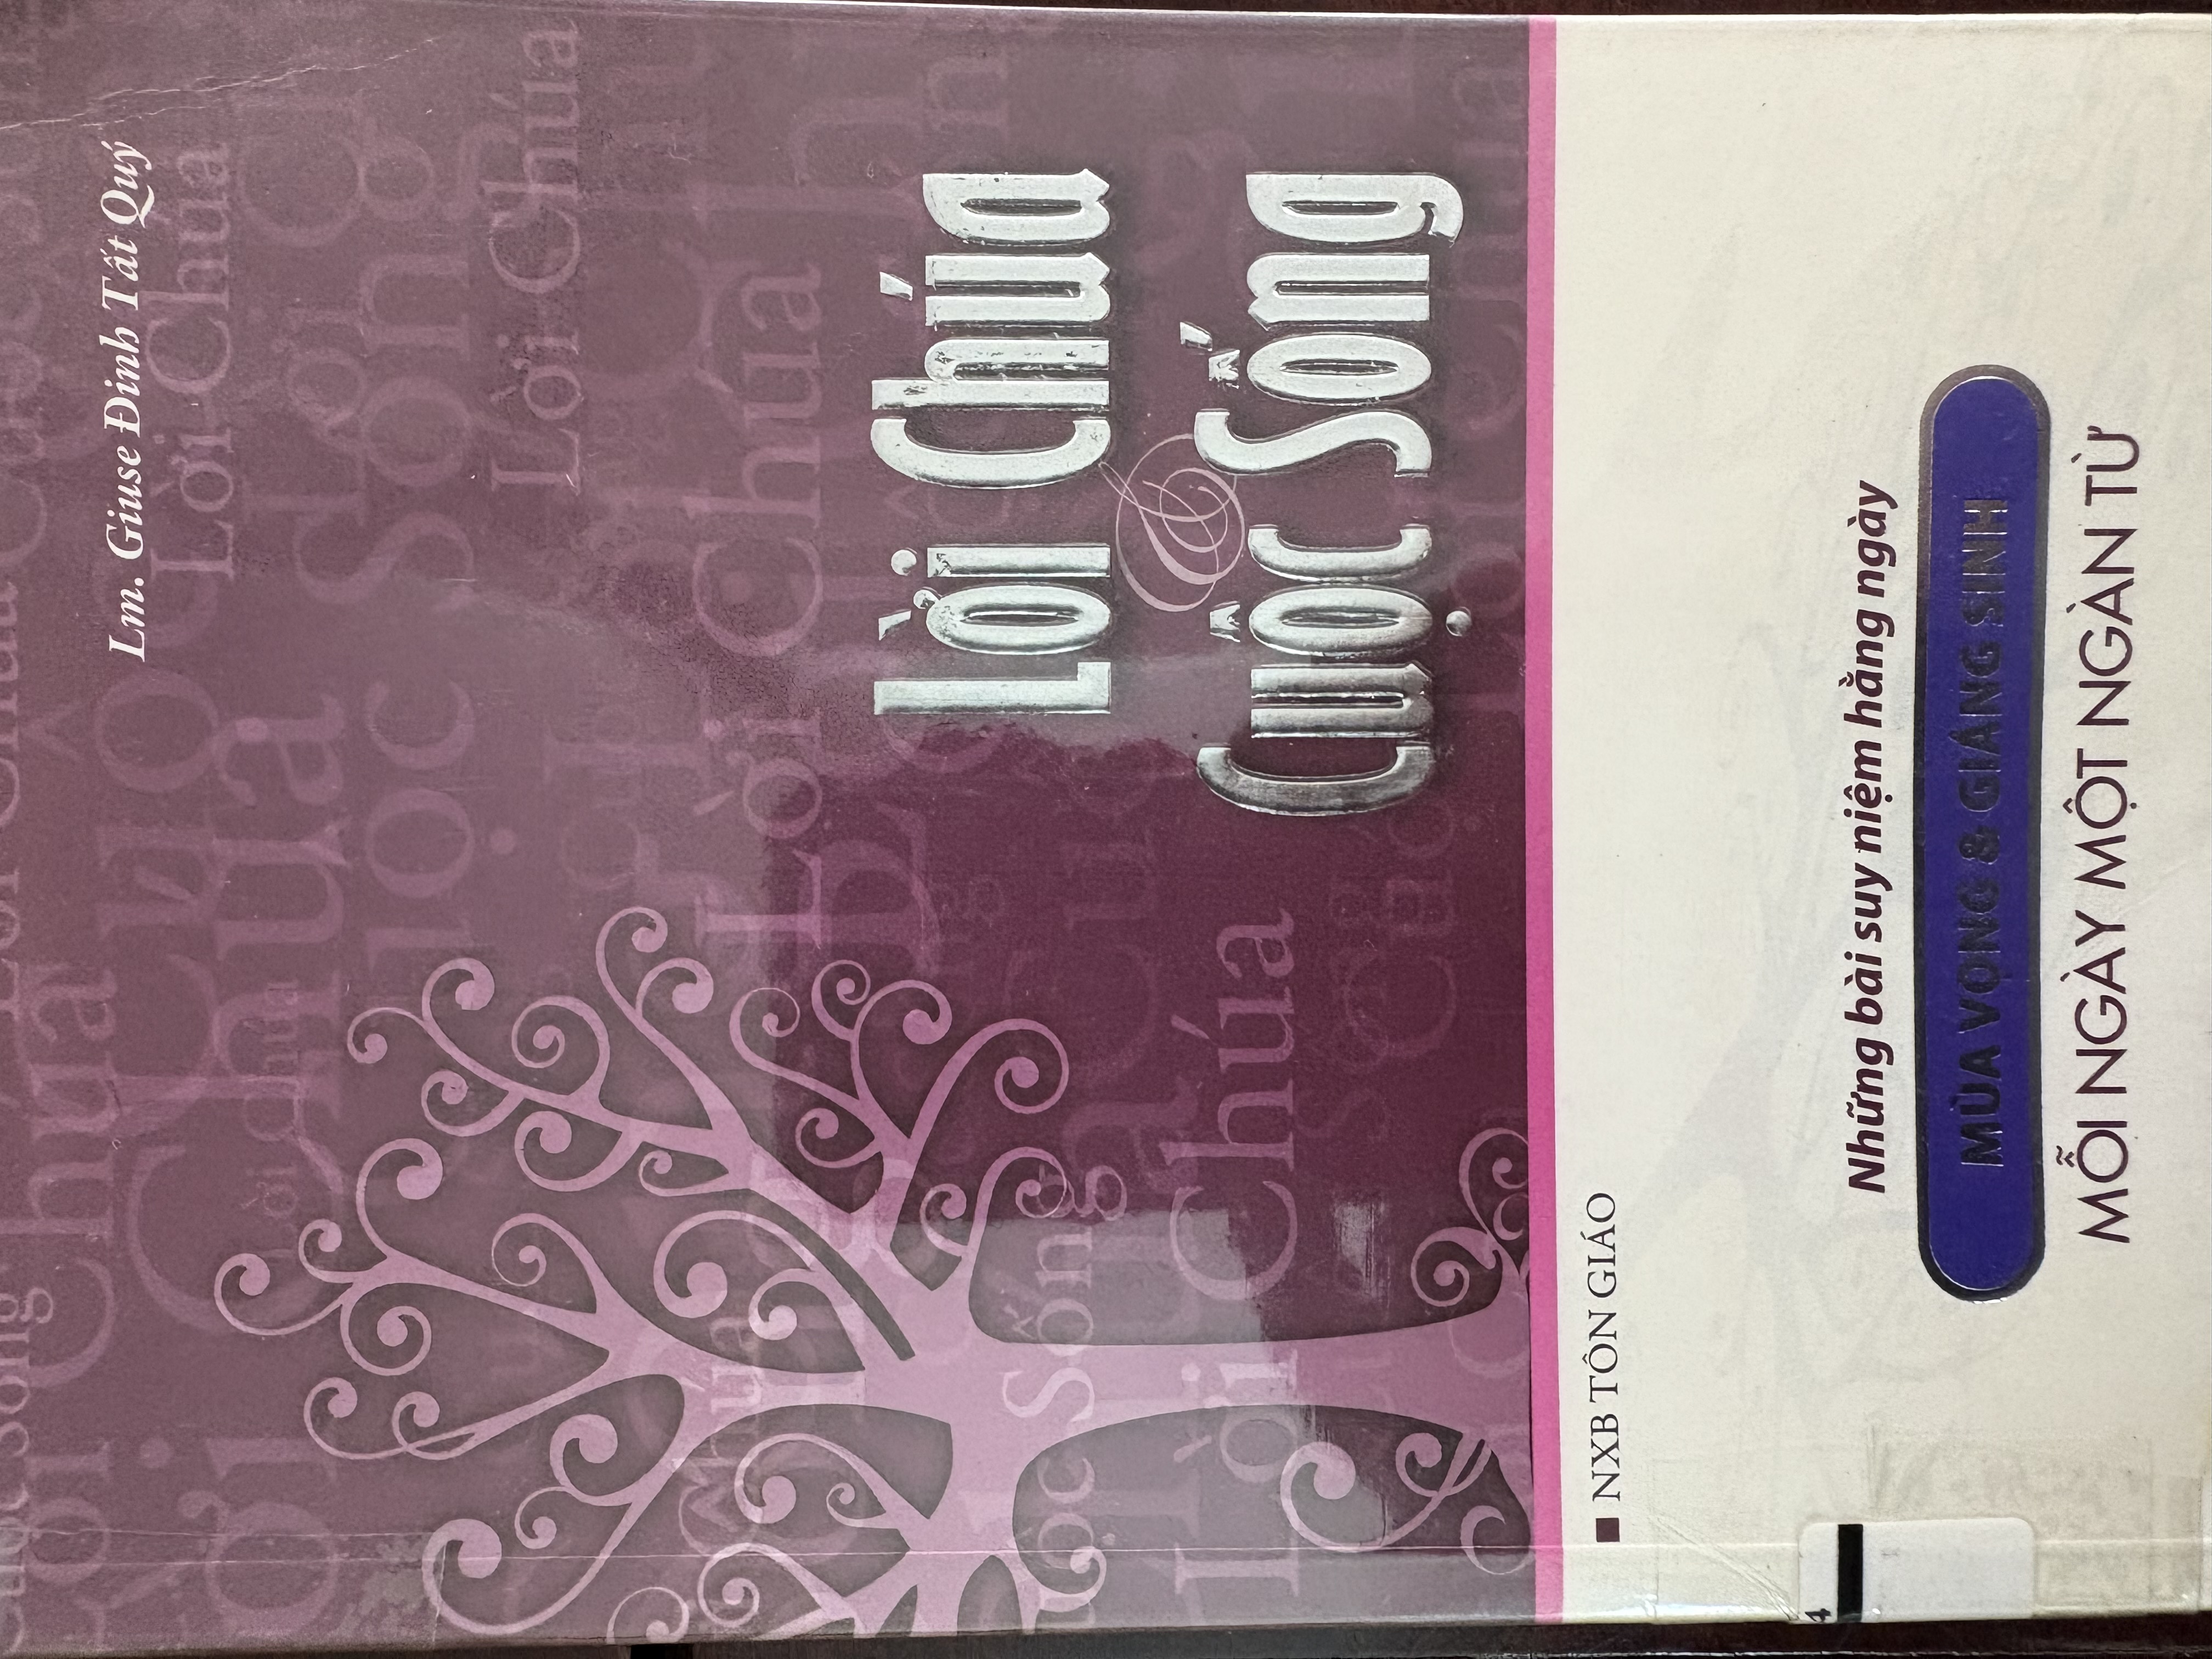 Lm. Giuse Đinh Tất Quý
Lời Chúa
&
Cuộc Sống
■ NXB TÔN GIÁO
Những bài suy niệm hằng ngày
MÙA VỌNG & GIÁNG SINH
MỖI NGÀY MỘT NGÀN TỪ
4